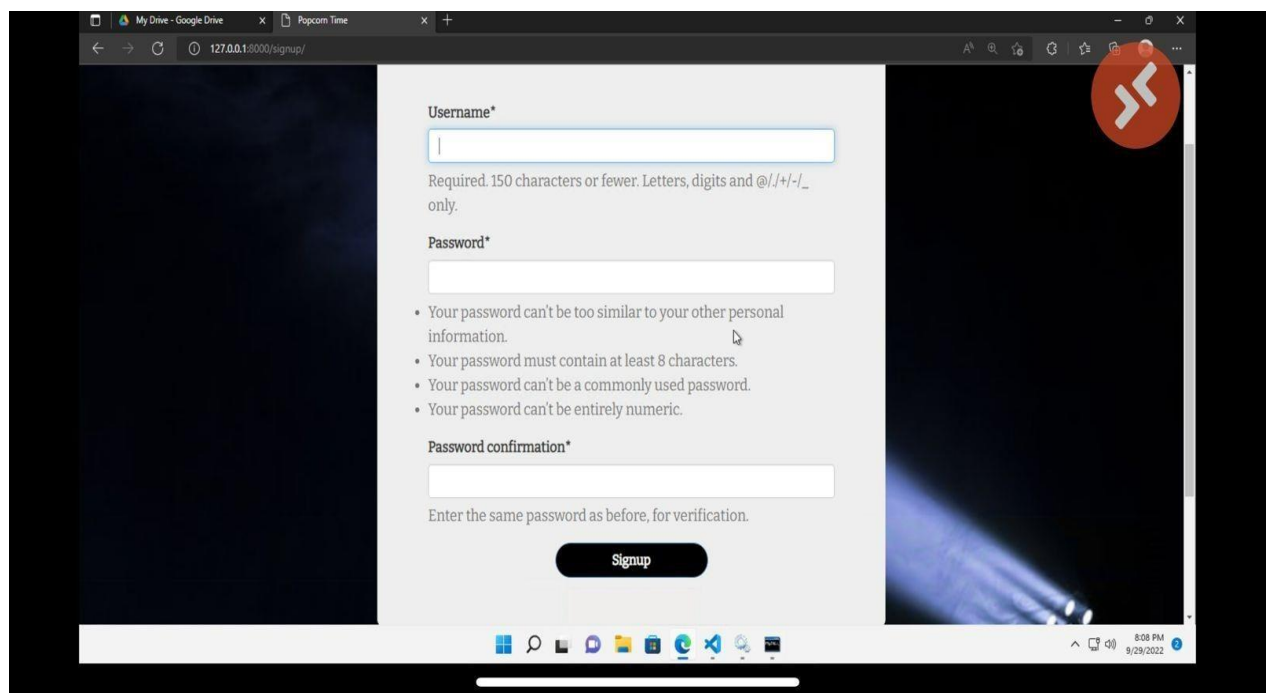 My Drive - Google Drive
Popcorn Time
127.0.0.1:8000/signup/
Username*
Required. 150 characters or fewer. Letters, digits and @/./+/-/_
only.
Password*
• Your password can't be too similar to your other personal
information.
• Your password must contain at least 8 characters.
• Your password can't be a commonly used password.
• Your password can't be entirely numeric.
Password confirmation*
Enter the same password as before, for verification.
Signup
8:08 PM
9/29/2022
2